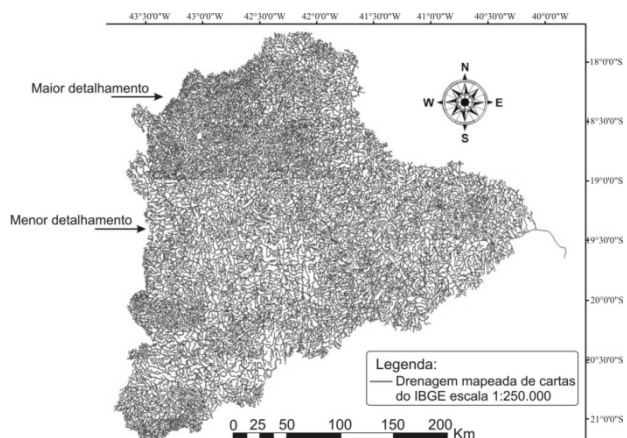 43°30'0"W 43°0'0"W 42°30'0"W 42°0'0"W 41°30'0"W 41°0'0"W 40°30'0"W 40°0'0"W
18°0'0"S
Maior detalhamento
N
W E
S
18°30'0"S
19°0'0"S
Menor detalhamento
19°30'0"S
20°0'0"S
20°30'0"S
Legenda:
Drenagem mapeada de cartas
do IBGE escala 1:250.000
21°0'0"S
0 25 50 100 150 200
Km